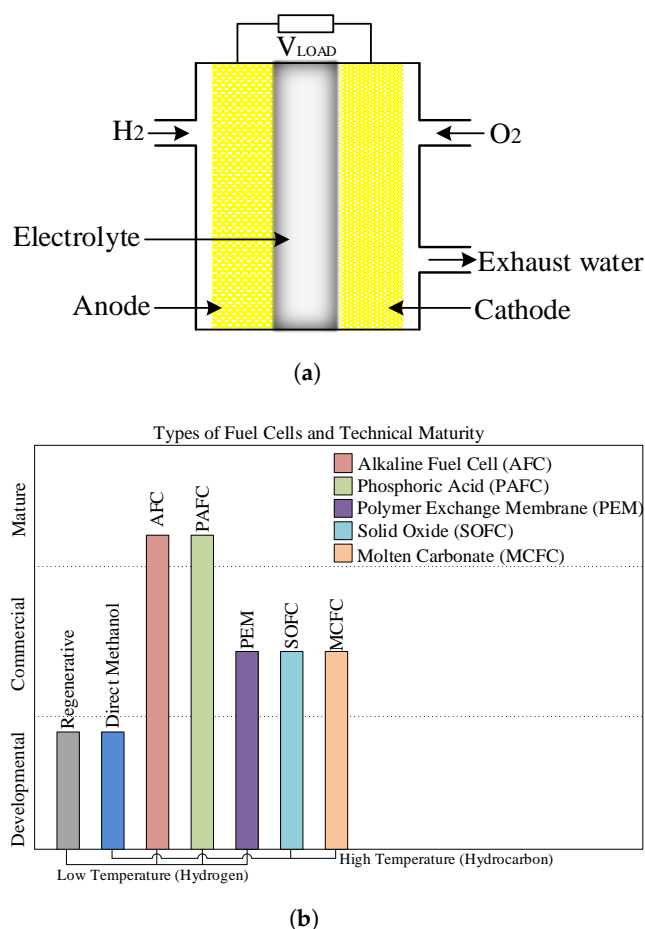 V_LOAD
H2
O2
Electrolyte
Exhaust water
Anode
Cathode
(a)
Types of Fuel Cells and Technical Maturity
Mature
Commercial
Developmental
Alkaline Fuel Cell (AFC)
Phosphoric Acid (PAFC)
Polymer Exchange Membrane (PEM)
Solid Oxide (SOFC)
Molten Carbonate (MCFC)
Regenerative
Direct Methanol
AFC
PAFC
PEM
SOFC
MCFC
High Temperature (Hydrocarbon)
Low Temperature (Hydrogen)
(b)